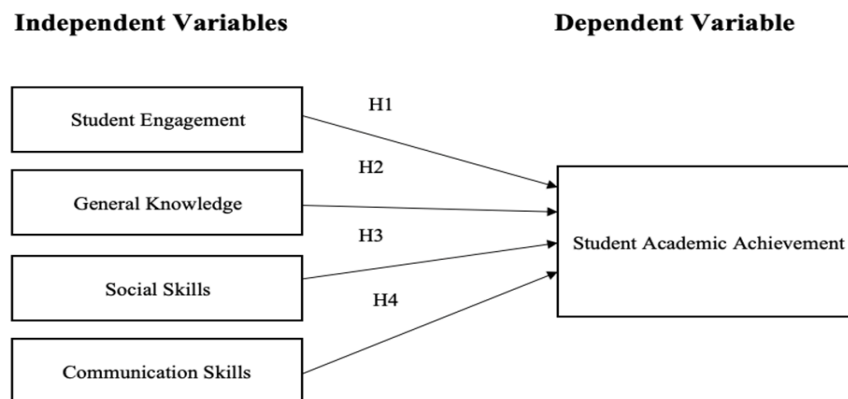 Independent Variables
Dependent Variable
Student Engagement
H1
H2
General Knowledge
H3
Social Skills
H4
Communication Skills
Student Academic Achievement